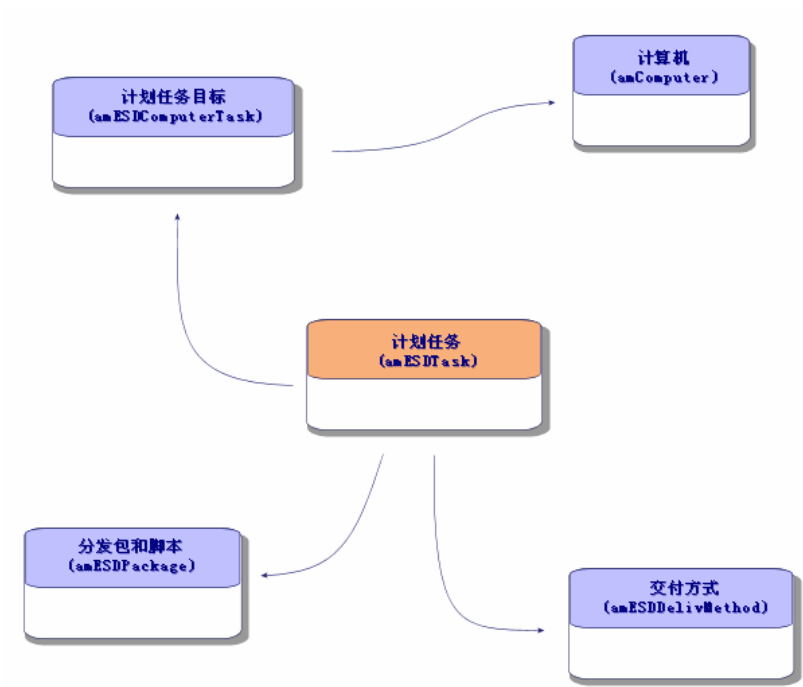 计算机
(amComputer)
计划任务目标
(amESDComputerTask)
计划任务
(amESDTask)
分发包和脚本
(amESDPackage)
交付方式
(amESDDelivMethod)